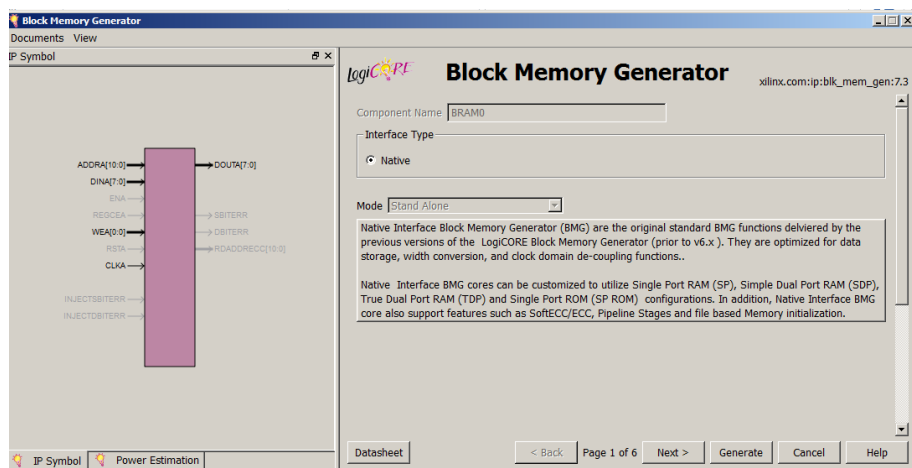 Block Memory Generator
Documents View
IP Symbol
ADDRA[10:0]
DOUTA[7:0]
DINA[7:0]
ENA
REGCEA
SBITERR
WEA[0:0]
DBITERR
RSTA
RDADDRECC[10:0]
CLKA
INJECTSBITERR
INJECTDBITERR
IP Symbol
Power Estimation
LogiCORE
Block Memory Generator
xilinx.com:ip:blk_mem_gen:7.3
Component Name BRAM0
Interface Type
Native
Mode Stand Alone
Native Interface Block Memory Generator (BMG) are the original standard BMG functions delviered by the
previous versions of the LogiCORE Block Memory Generator (prior to v6.x ). They are optimized for data
storage, width conversion, and clock domain de-coupling functions..
Native Interface BMG cores can be customized to utilize Single Port RAM (SP), Simple Dual Port RAM (SDP),
True Dual Port RAM (TDP) and Single Port ROM (SP ROM) configurations. In addition, Native Interface BMG
core also support features such as SoftECC/ECC, Pipeline Stages and file based Memory initialization.
Datasheet
< Back
Page 1 of 6
Next >
Generate
Cancel
Help